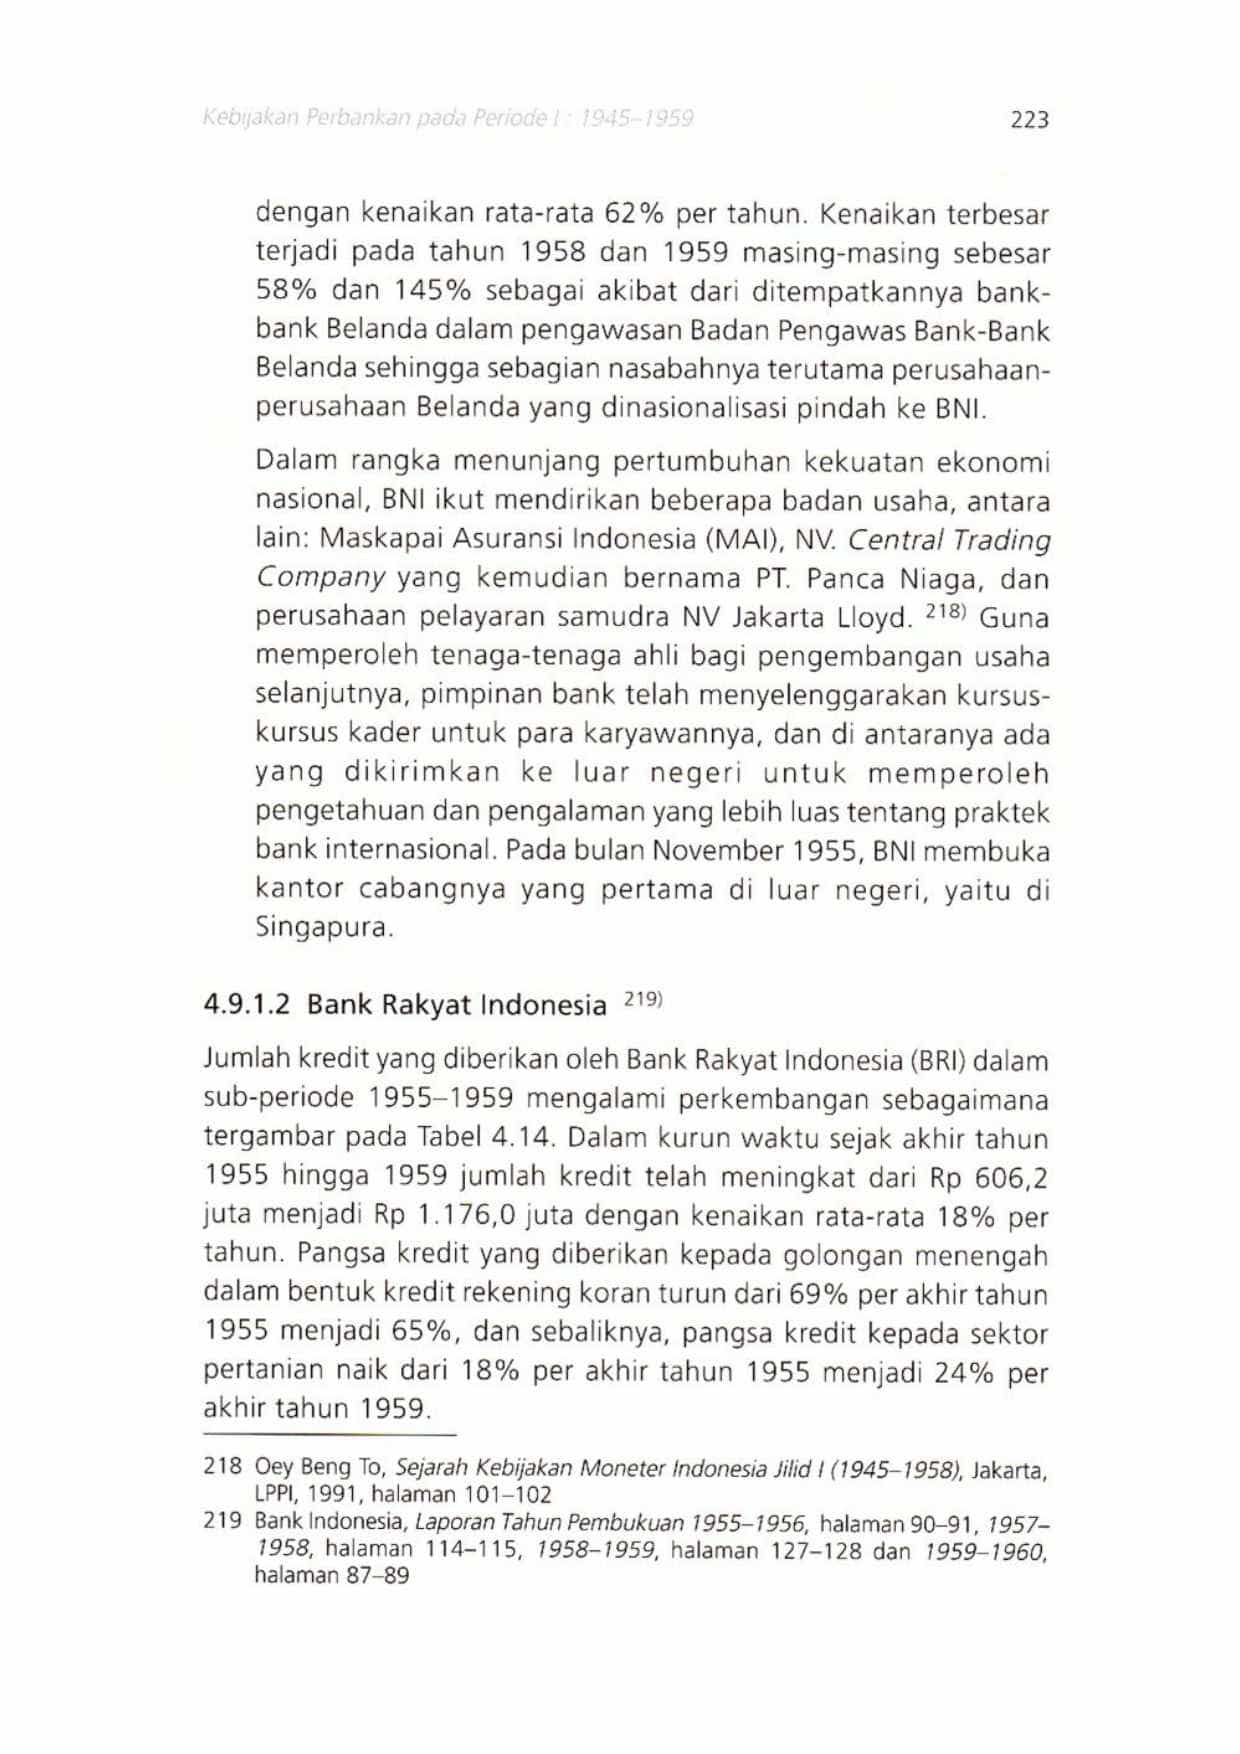 Kebijakan Perbankan pada Periode I : 1945–1959 223
dengan kenaikan rata-rata 62% per tahun. Kenaikan terbesar
terjadi pada tahun 1958 dan 1959 masing-masing sebesar
58% dan 145% sebagai akibat dari ditempatkannya bank-
bank Belanda dalam pengawasan Badan Pengawas Bank-Bank
Belanda sehingga sebagian nasabahnya terutama perusahaan-
perusahaan Belanda yang dinasionalisasi pindah ke BNI.
Dalam rangka menunjang pertumbuhan kekuatan ekonomi
nasional, BNI ikut mendirikan beberapa badan usaha, antara
lain: Maskapai Asuransi Indonesia (MAI), NV. Central Trading
Company yang kemudian bernama PT. Panca Niaga, dan
perusahaan pelayaran samudra NV Jakarta Lloyd. 218) Guna
memperoleh tenaga-tenaga ahli bagi pengembangan usaha
selanjutnya, pimpinan bank telah menyelenggarakan kursus-
kursus kader untuk para karyawannya, dan di antaranya ada
yang dikirimkan ke luar negeri untuk memperoleh
pengetahuan dan pengalaman yang lebih luas tentang praktek
bank internasional. Pada bulan November 1955, BNI membuka
kantor cabangnya yang pertama di luar negeri, yaitu di
Singapura.
4.9.1.2 Bank Rakyat Indonesia 219)
Jumlah kredit yang diberikan oleh Bank Rakyat Indonesia (BRI) dalam
sub-periode 1955–1959 mengalami perkembangan sebagaimana
tergambar pada Tabel 4.14. Dalam kurun waktu sejak akhir tahun
1955 hingga 1959 jumlah kredit telah meningkat dari Rp 606,2
juta menjadi Rp 1.176,0 juta dengan kenaikan rata-rata 18% per
tahun. Pangsa kredit yang diberikan kepada golongan menengah
dalam bentuk kredit rekening koran turun dari 69% per akhir tahun
1955 menjadi 65%, dan sebaliknya, pangsa kredit kepada sektor
pertanian naik dari 18% per akhir tahun 1955 menjadi 24% per
akhir tahun 1959.
218 Oey Beng To, Sejarah Kebijakan Moneter Indonesia Jilid I (1945–1958), Jakarta,
LPPI, 1991, halaman 101–102
219 Bank Indonesia, Laporan Tahun Pembukuan 1955–1956, halaman 90–91, 1957–
1958, halaman 114–115, 1958–1959, halaman 127–128 dan 1959–1960,
halaman 87–89